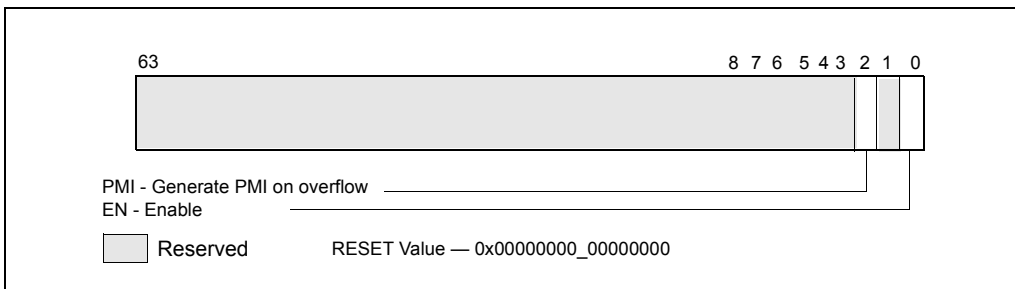 63 8 7 6 5 4 3 2 1 0
PMI - Generate PMI on overflow
EN - Enable
Reserved RESET Value — 0x00000000_00000000